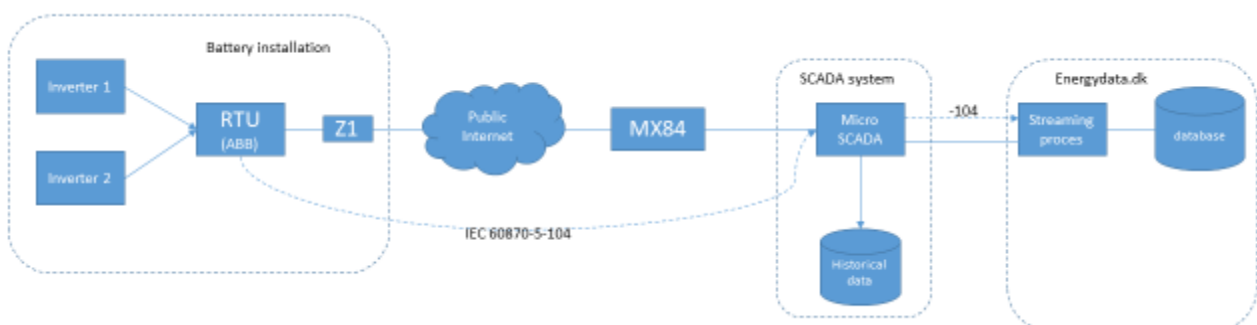 Battery installation
Inverter 1
Inverter 2
RTU
(ABB)
Z1
Public
Internet
MX84
IEC 60870-5-104
SCADA system
Micro
SCADA
Historical
data
-104
Energydata.dk
Streaming
proces
database